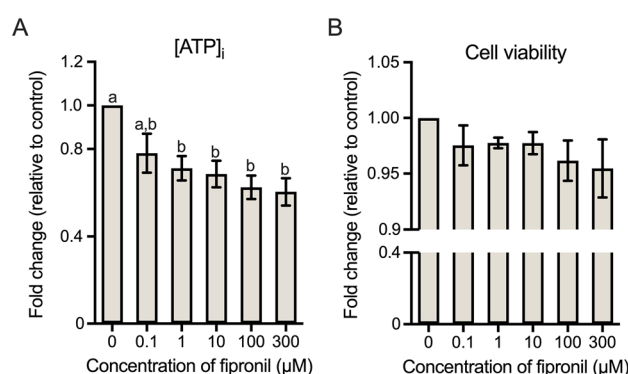 A
[ATP]i
Fold change (relative to control)
1.2
1.0
0.8
0.4
0
a
a,b
b
b
b
b
0 0.1 1 10 100 300
Concentration of fipronil (μM)
B
Cell viability
Fold change (relative to control)
1.05
1.00
0.95
0.9
0.4
0
0 0.1 1 10 100 300
Concentration of fipronil (μM)